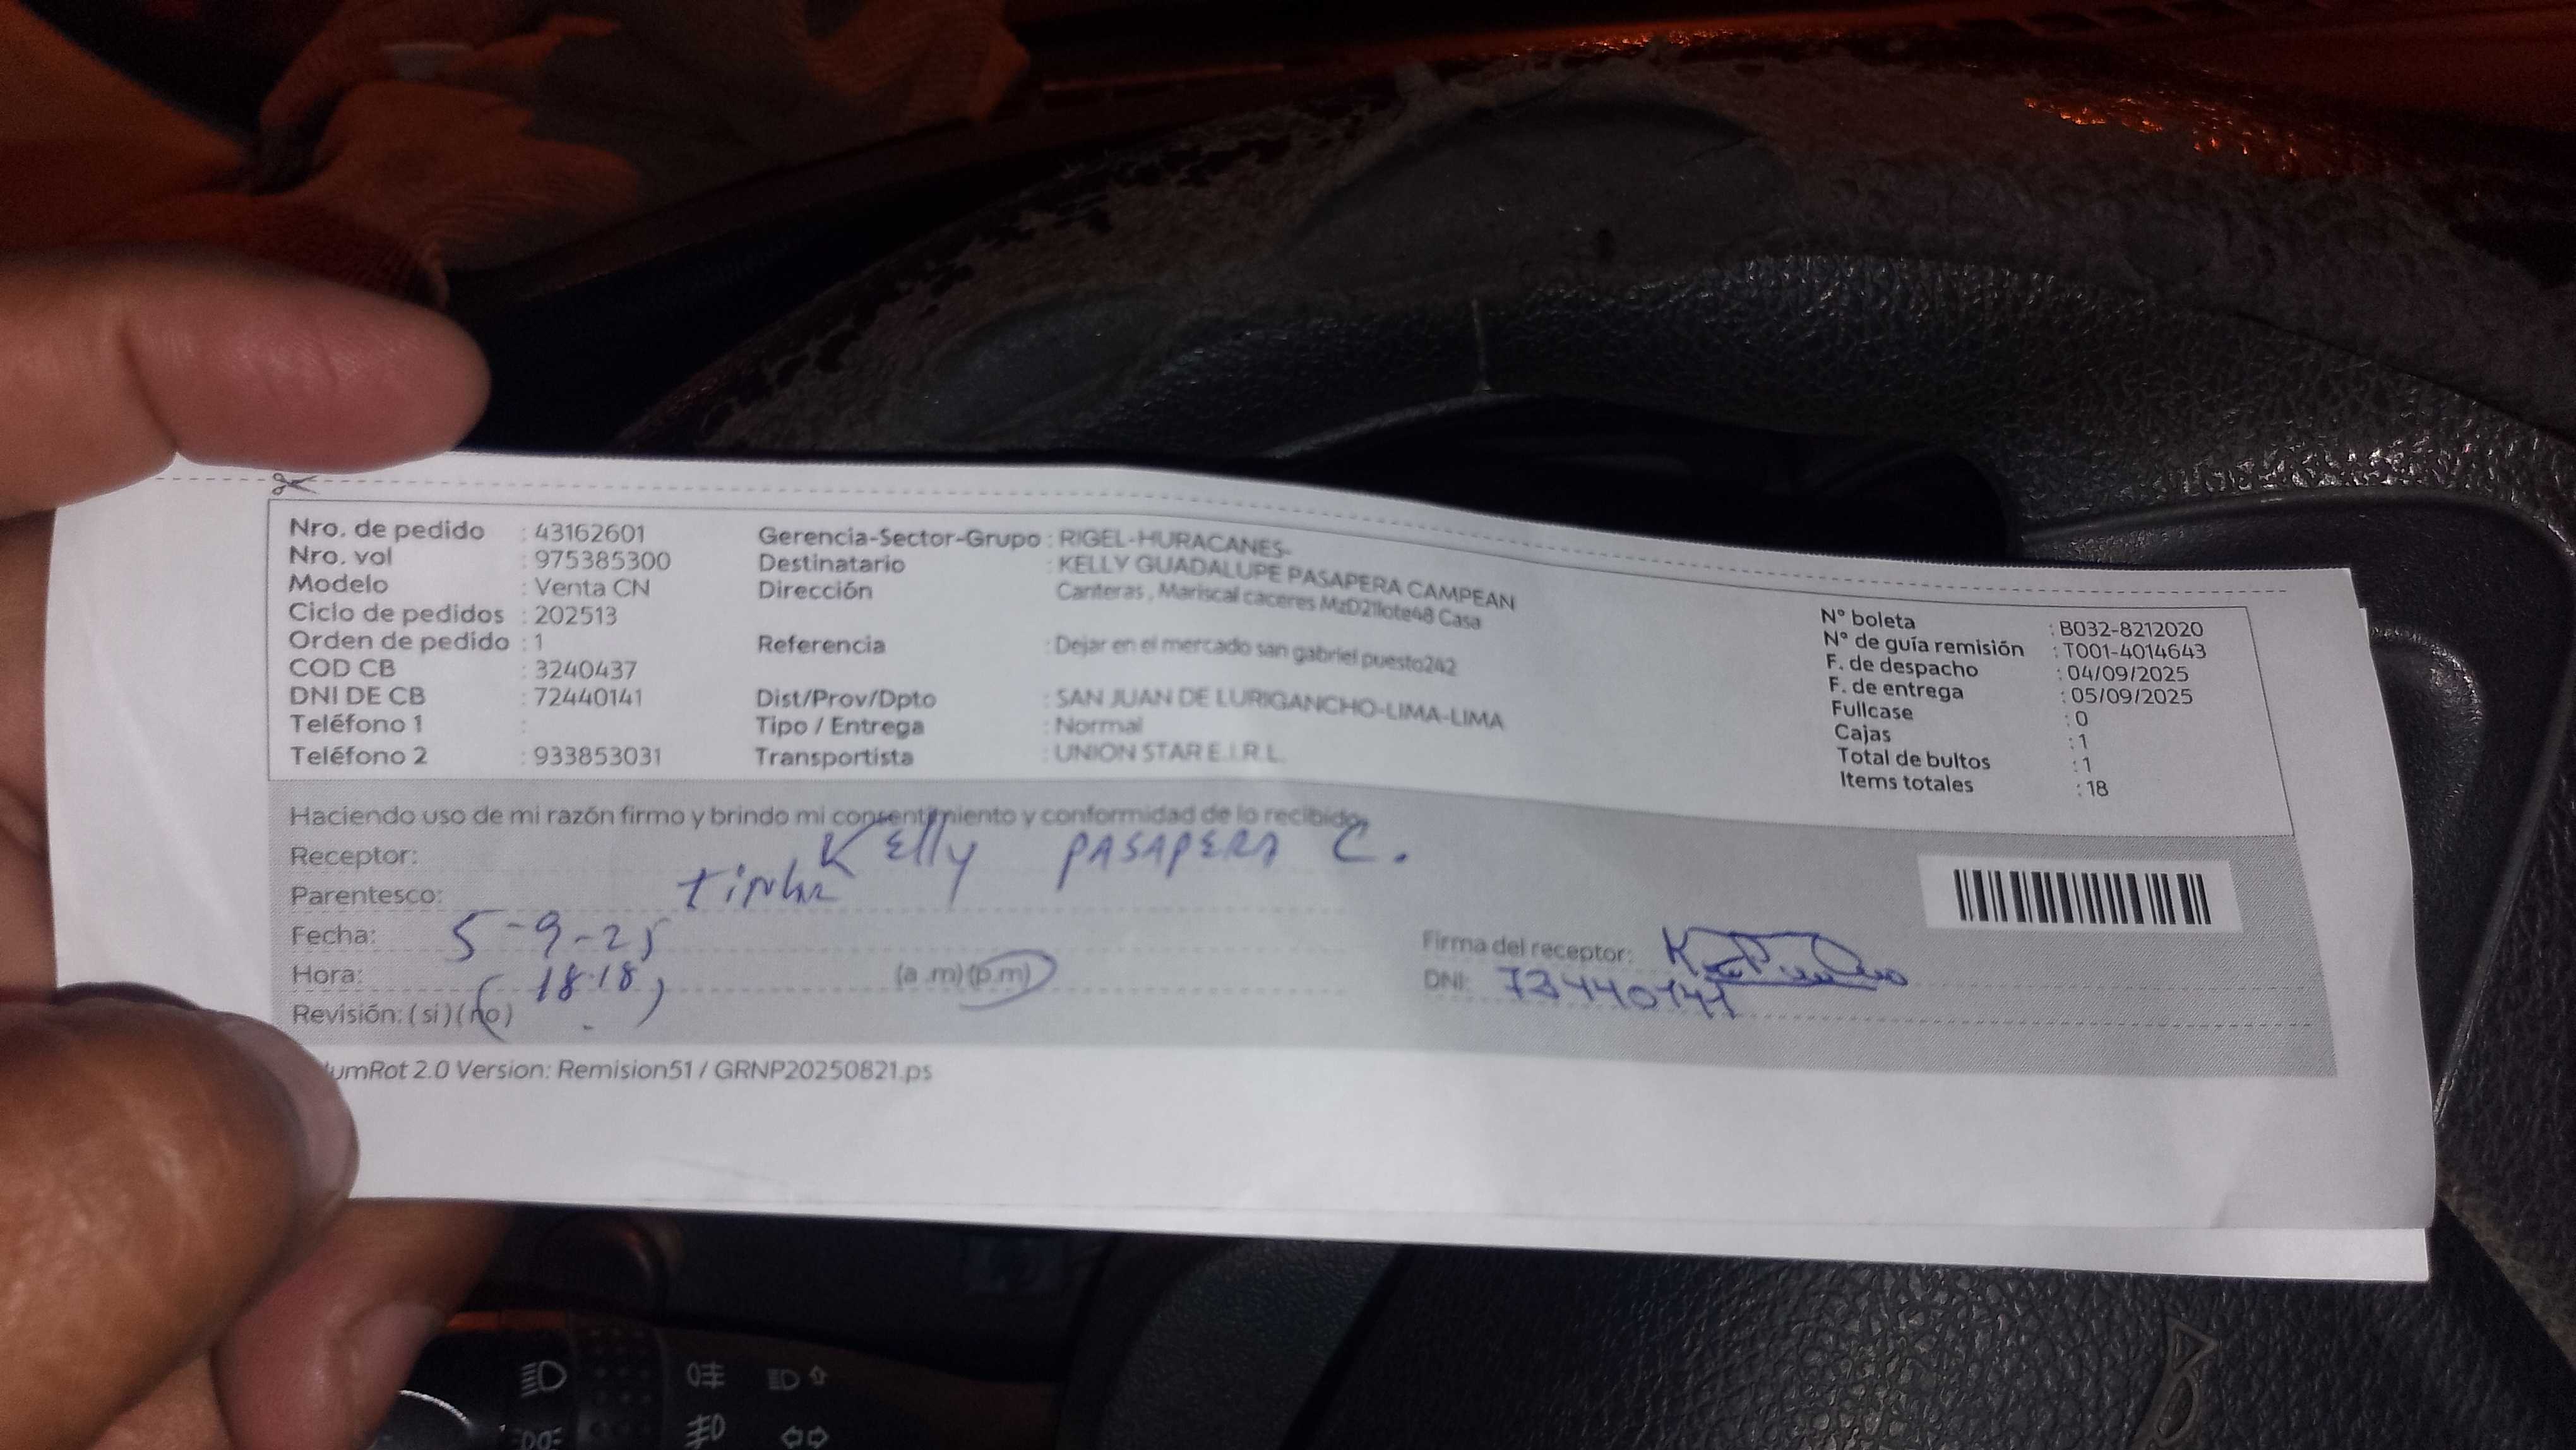 Nro. de pedido : 43162601
Nro. vol : 975385300
Modelo : Venta CN
Ciclo de pedidos : 202513
Orden de pedido : 1
COD CB : 3240437
DNI DE CB : 72440141
Teléfono 1 :
Teléfono 2 : 933853031
Gerencia-Sector-Grupo : RIGEL-HURACANES-
Destinatario : KELLY GUADALUPE PASAPERA CAMPEAN
Dirección : Canteras , Mariscal caceres MzD21lote48 Casa
Referencia : Dejar en el mercado san gabriel puesto242
Dist/Prov/Dpto : SAN JUAN DE LURIGANCHO-LIMA-LIMA
Tipo / Entrega : Normal
Transportista : UNION STAR E.I.R.L.
N° boleta : B032-8212020
N° de guía remisión : T001-4014643
F. de despacho : 04/09/2025
F. de entrega : 05/09/2025
Fullcase : 0
Cajas : 1
Total de bultos : 1
Items totales : 18
Haciendo uso de mi razón firmo y brindo mi consentimiento y conformidad de lo recibido,
Receptor: Kelly PASAPERA C.
Parentesco:
Fecha: 5-9-25
Hora: 18:18 (a .m)(p.m)
Revisión: (si)(no)
Firma del receptor:
DNI:
2.0 Version: Remision51 / GRNP20250821.ps